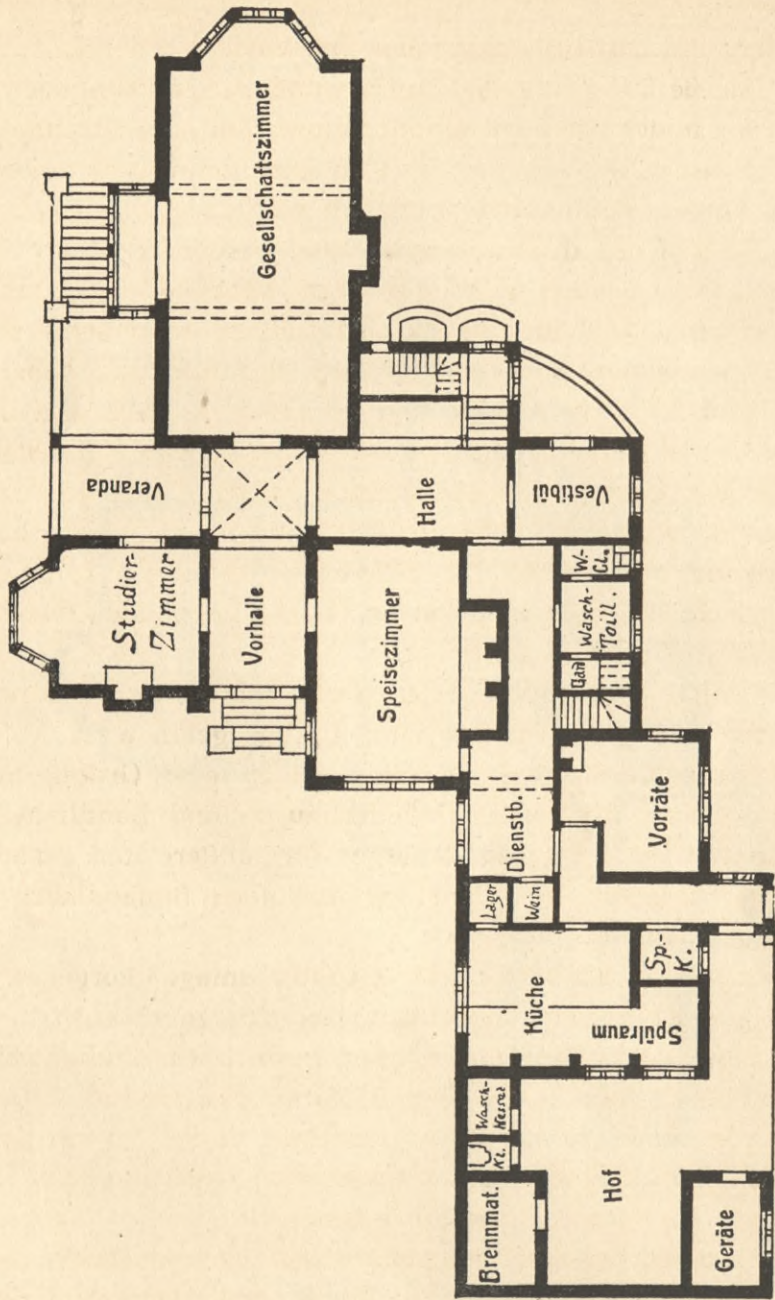 Gesellschaftszimmer
Veranda
Halle
Vestibül
Studier-
Zimmer
Vorhalle
Speisezimmer
W.-
Cl.
Wasch-
Toill.
Dienstb.
Vorräte
Lager
Wein
Küche
Sp.-
K.
Spülraum
Wasch-
Kessel
Kl.
Brennmat.
Hof
Geräte